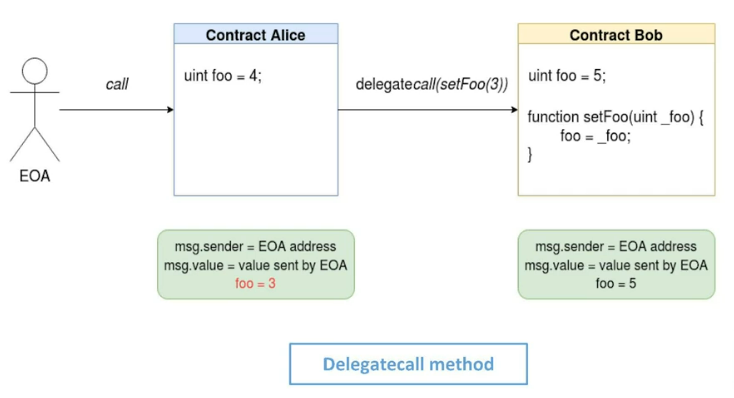 Contract Alice
Contract Bob
call
uint foo = 4;
delegatecall(setFoo(3))
uint foo = 5;
function setFoo(uint _foo) {
foo = _foo;
}
EOA
msg.sender = EOA address
msg.value = value sent by EOA
foo = 3
msg.sender = EOA address
msg.value = value sent by EOA
foo = 5
Delegatecall method